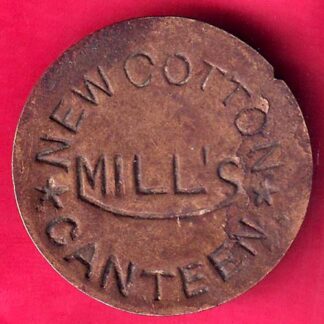 NEW COTTON
MILL'S
★ CANTEEN ★